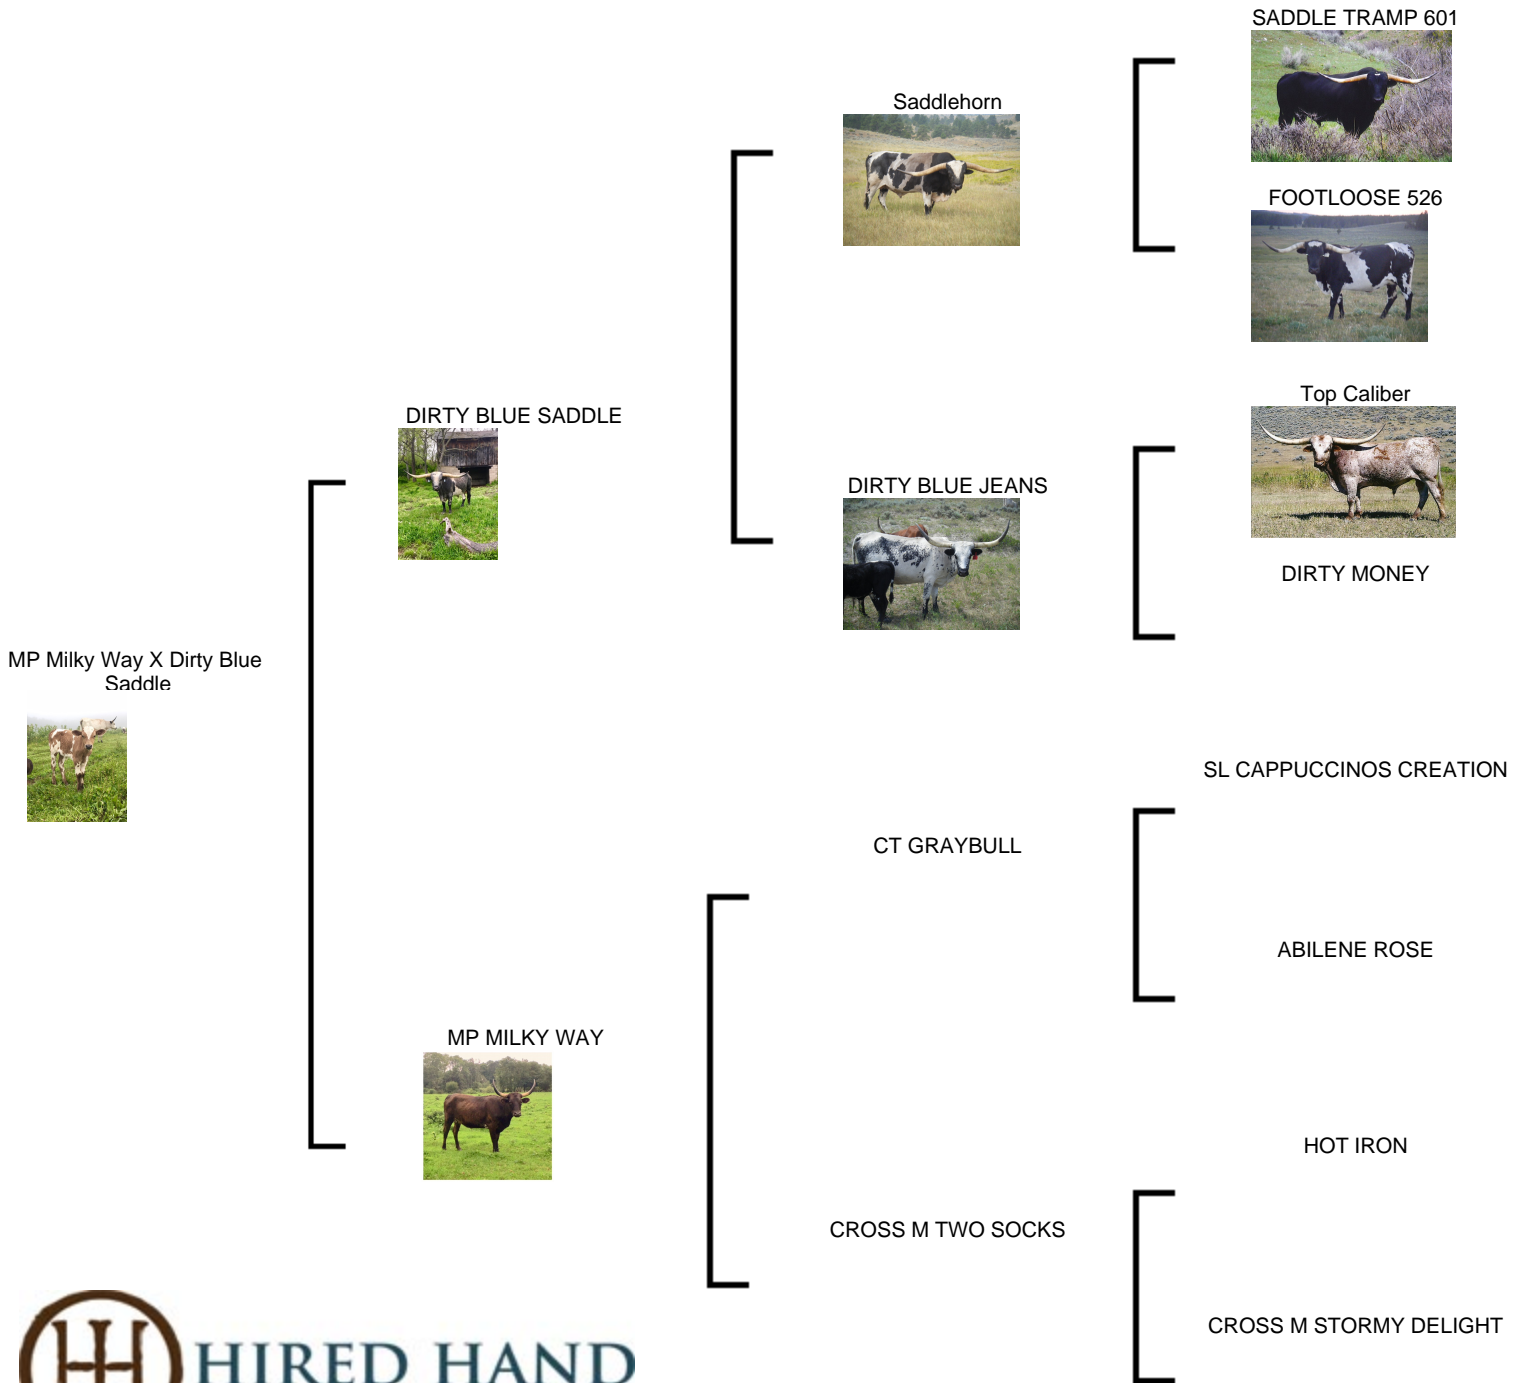 SADDLE TRAMP 601
Saddlehorn
FOOTLOOSE 526
DIRTY BLUE SADDLE
Top Caliber
DIRTY BLUE JEANS
DIRTY MONEY
MP Milky Way X Dirty Blue
Saddle
SL CAPPUCCINOS CREATION
CT GRAYBULL
ABILENE ROSE
MP MILKY WAY
HOT IRON
CROSS M TWO SOCKS
CROSS M STORMY DELIGHT
HIRED HAND